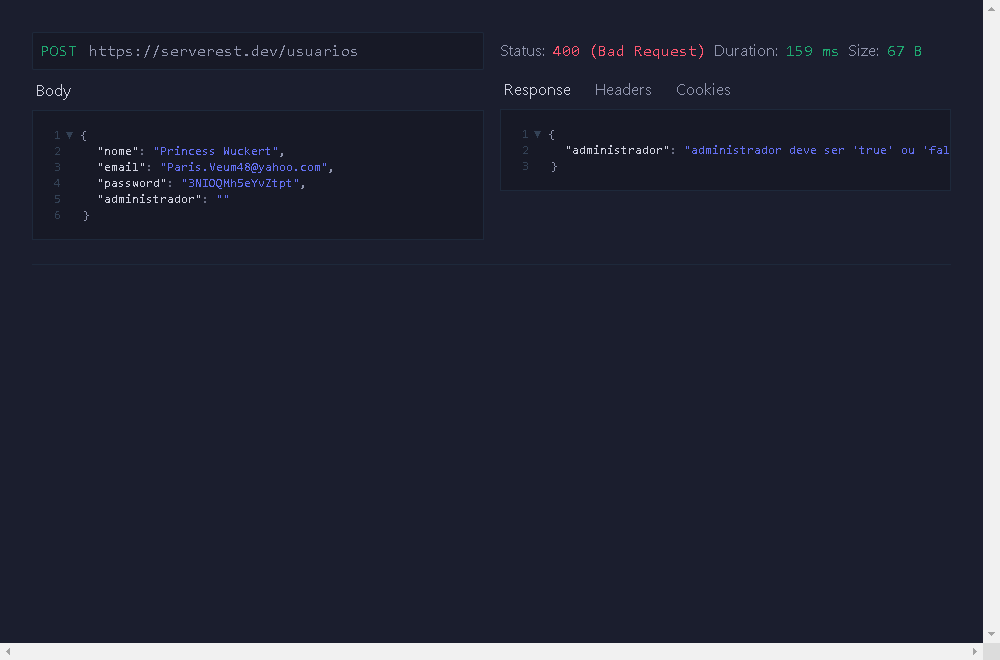 POST https://serverest.dev/usuarios
Status: 400 (Bad Request) Duration: 159 ms Size: 67 B
Body
1 ▼ {
2 "nome": "Princess Wuckert",
3 "email": "Paris.Veum48@yahoo.com",
4 "password": "3NIOQMh5eYvZtpt",
5 "administrador": ""
6 }
Response Headers Cookies
1 ▼ {
2 "administrador": "administrador deve ser 'true' ou 'fal
3 }